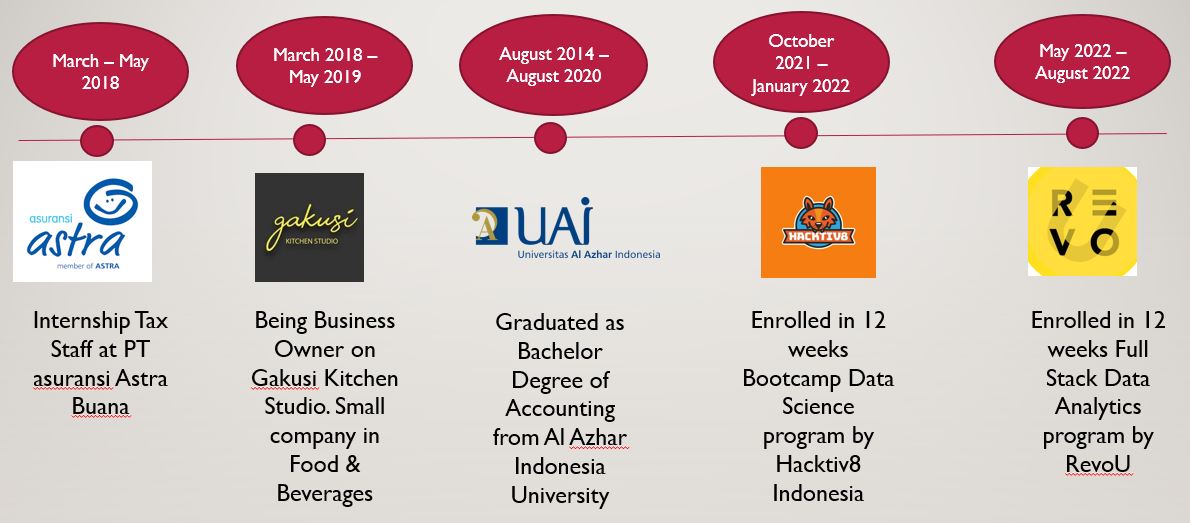 March – May
2018
March 2018 –
May 2019
August 2014 –
August 2020
October
2021 –
January 2022
May 2022 –
August 2022
asuransi
astra
member of ASTRA
gakusi
KITCHEN STUDIO
A UAI
Universitas Al Azhar Indonesia
HACKTIV8
RE
VO
U
Internship Tax
Staff at PT
asuransi Astra
Buana
Being Business
Owner on
Gakusi Kitchen
Studio. Small
company in
Food &
Beverages
Graduated as
Bachelor
Degree of
Accounting
from Al Azhar
Indonesia
University
Enrolled in 12
weeks
Bootcamp Data
Science
program by
Hacktiv8
Indonesia
Enrolled in 12
weeks Full
Stack Data
Analytics
program by
RevoU